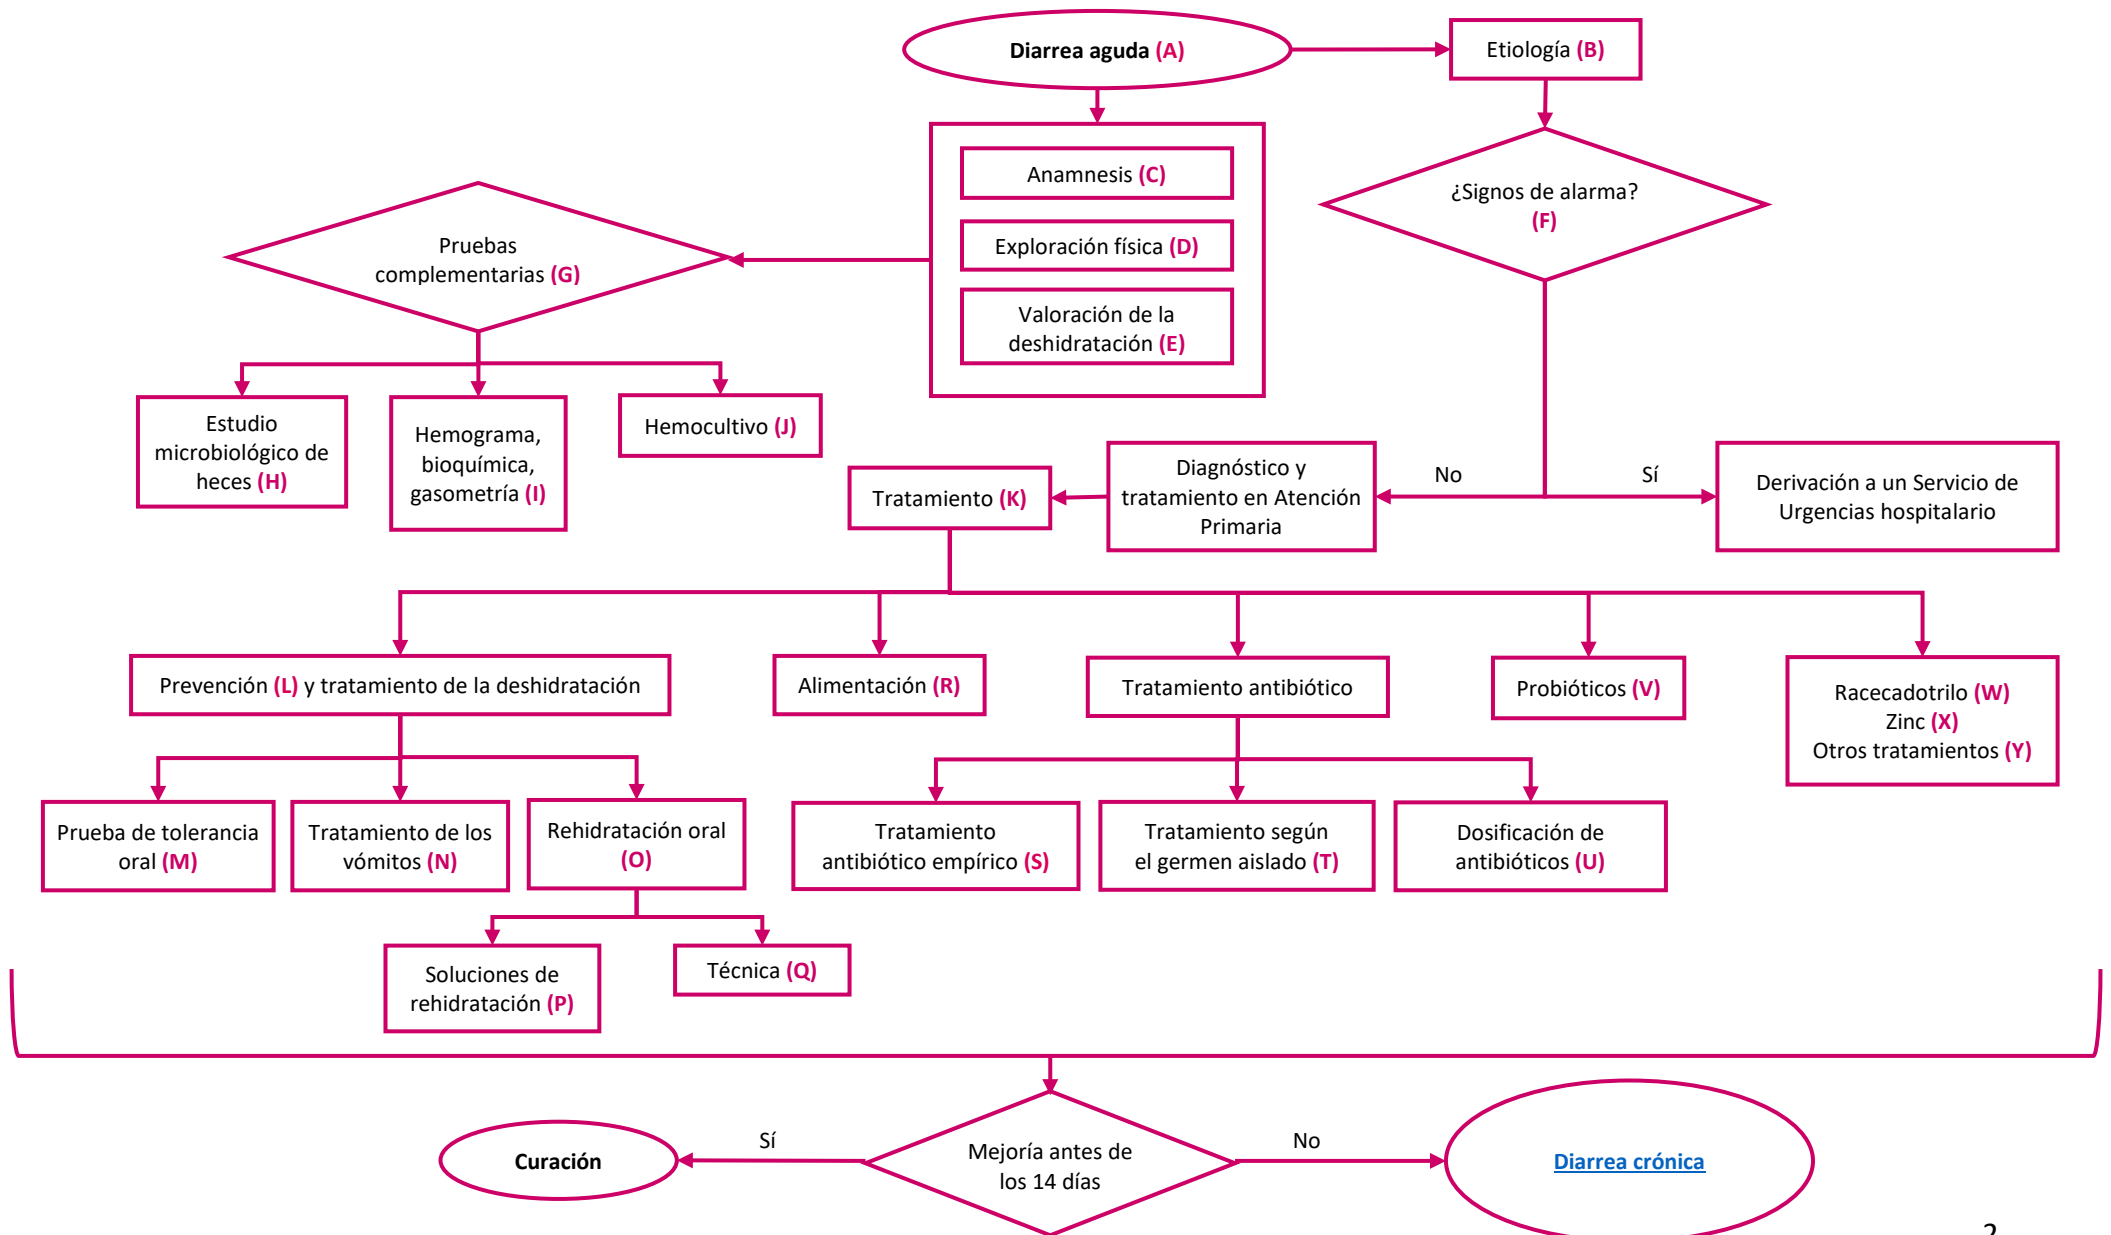 Diarrea aguda (A)
Etiología (B)
Anamnesis (C)
Exploración física (D)
Valoración de la
deshidratación (E)
¿Signos de alarma?
(F)
Pruebas
complementarias (G)
Estudio
microbiológico de
heces (H)
Hemograma,
bioquímica,
gasometría (I)
Hemocultivo (J)
Tratamiento (K)
Diagnóstico y
tratamiento en Atención
Primaria
No
Sí
Derivación a un Servicio de
Urgencias hospitalario
Prevención (L) y tratamiento de la deshidratación
Alimentación (R)
Tratamiento antibiótico
Probióticos (V)
Racecadotrilo (W)
Zinc (X)
Otros tratamientos (Y)
Prueba de tolerancia
oral (M)
Tratamiento de los
vómitos (N)
Rehidratación oral
(O)
Tratamiento
antibiótico empírico (S)
Tratamiento según
el germen aislado (T)
Dosificación de
antibióticos (U)
Soluciones de
rehidratación (P)
Técnica (Q)
Curación
Sí
Mejoría antes de
los 14 días
No
Diarrea crónica
2